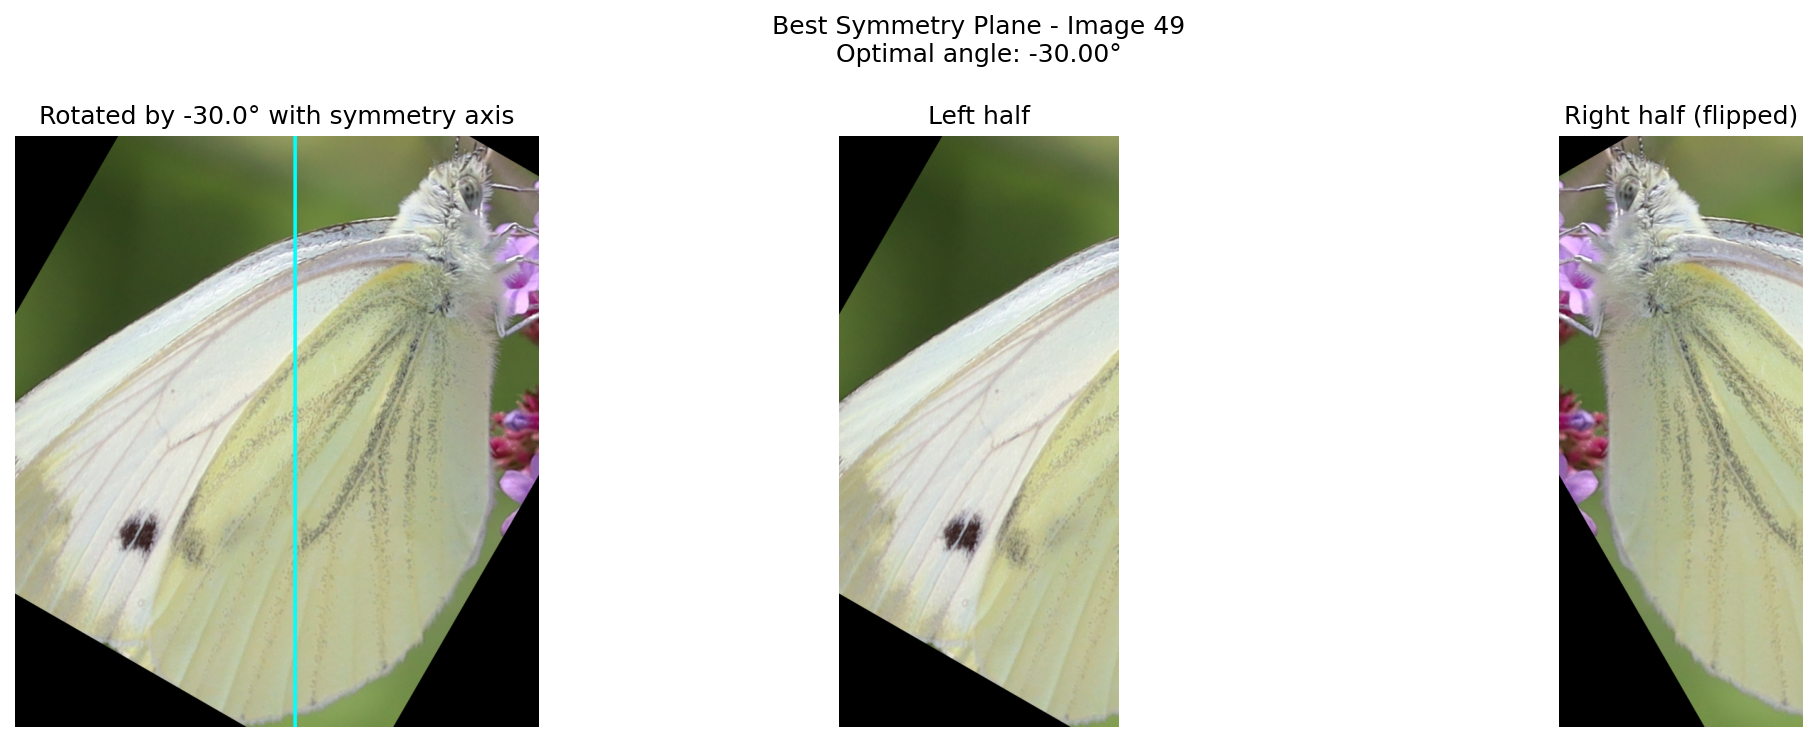 Best Symmetry Plane - Image 49
Optimal angle: -30.00°
Rotated by -30.0° with symmetry axis
Left half
Right half (flipped)